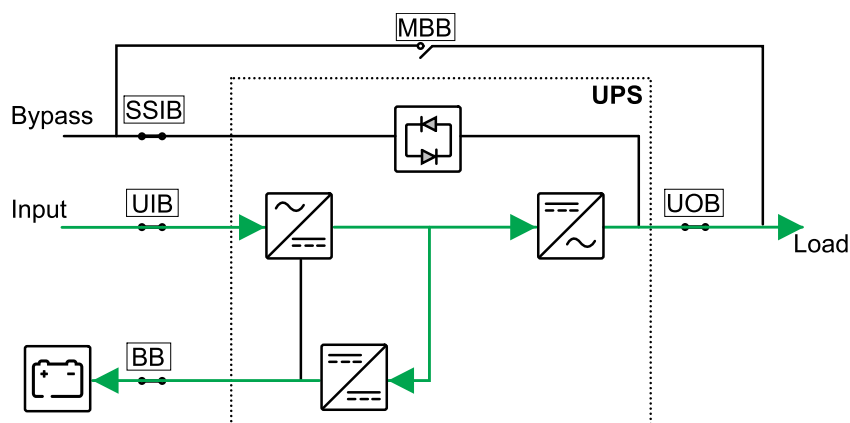 MBB
UPS
SSIB
Bypass
UIB
UOB
Input
Load
BB